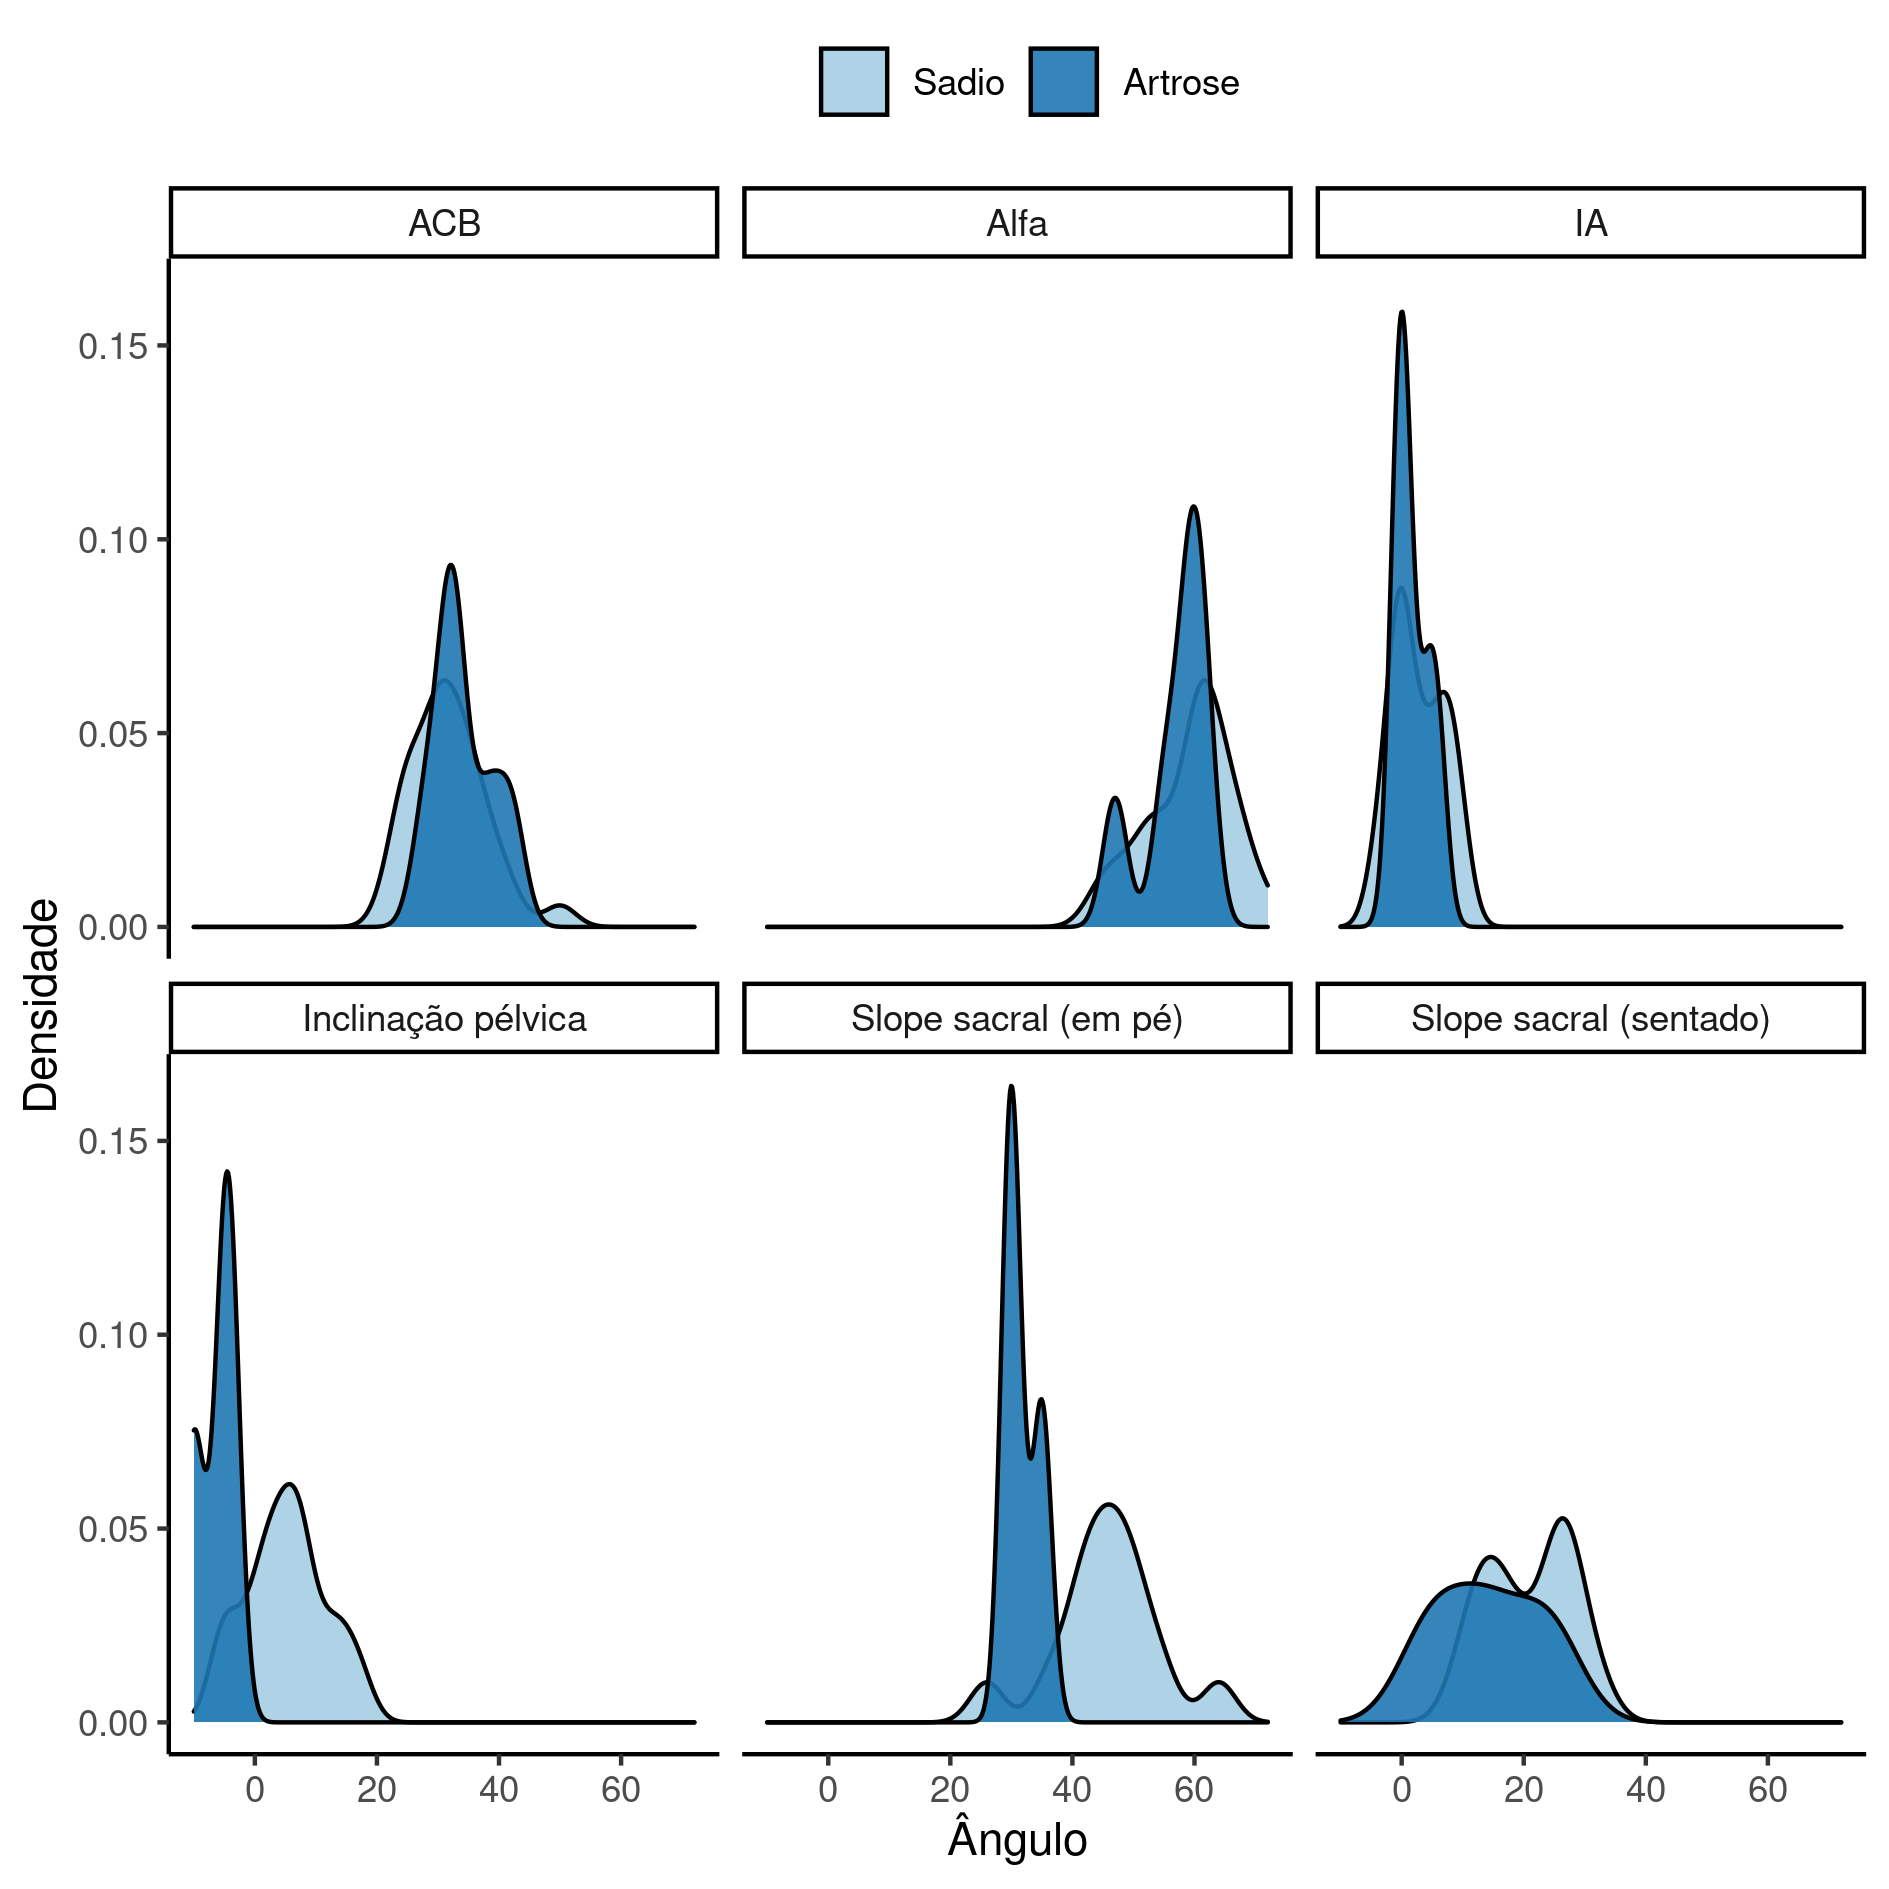 Sadio Artrose
ACB Alfa IA
0.15
0.10
0.05
0.00
Densidade
Inclinação pélvica Slope sacral (em pé) Slope sacral (sentado)
0.15
0.10
0.05
0.00
0 20 40 60 0 20 40 60 0 20 40 60
Ângulo